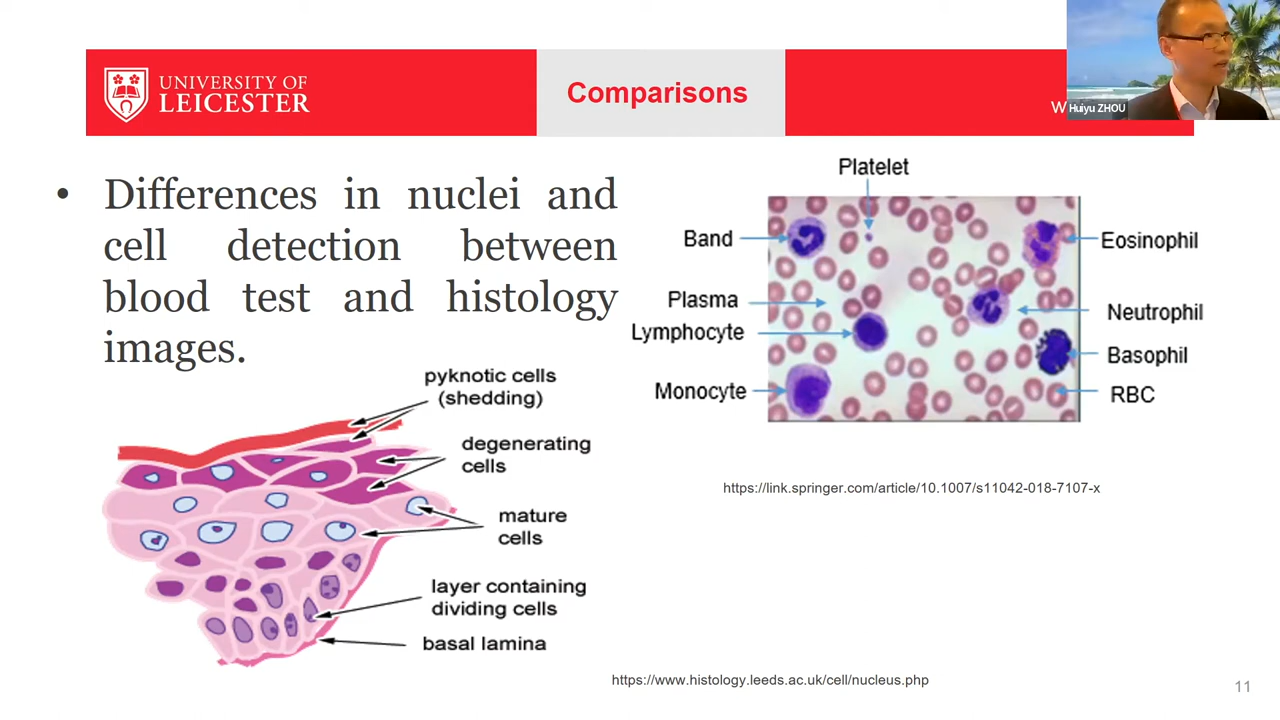 UNIVERSITY OF
LEICESTER
Comparisons
W
Huiyu ZHOU
• Differences in nuclei and
cell detection between
blood test and histology
images.
Platelet
Band
Eosinophil
Plasma
Neutrophil
Lymphocyte
Basophil
Monocyte
RBC
https://link.springer.com/article/10.1007/s11042-018-7107-x
pyknotic cells
(shedding)
degenerating
cells
mature
cells
layer containing
dividing cells
basal lamina
https://www.histology.leeds.ac.uk/cell/nucleus.php
11